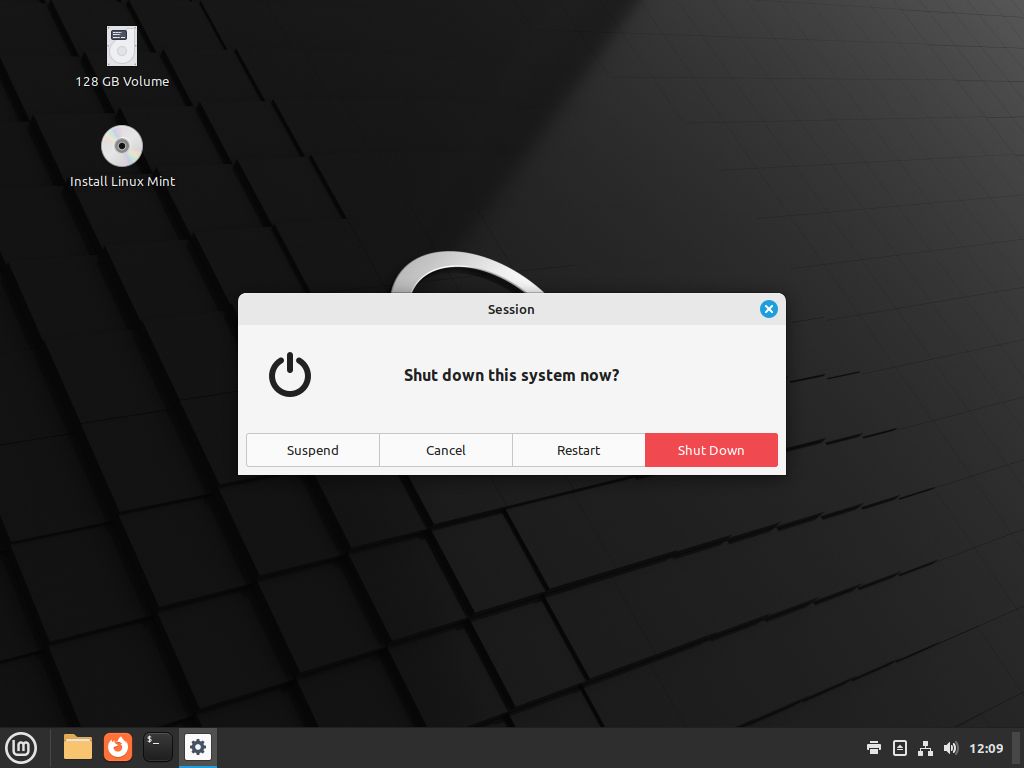 128 GB Volume
Install Linux Mint
Session
Shut down this system now?
Suspend
Cancel
Restart
Shut Down
$_
12:09